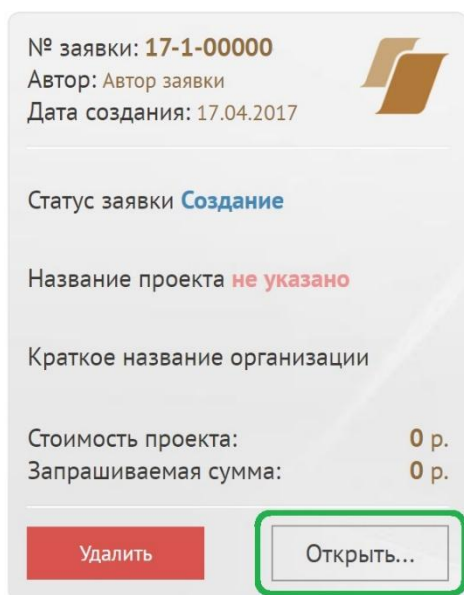 № заявки: 17-1-00000
Автор: Автор заявки
Дата создания: 17.04.2017
Статус заявки Создание
Название проекта не указано
Краткое название организации
Стоимость проекта: 0 р.
Запрашиваемая сумма: 0 р.
Удалить Открыть...